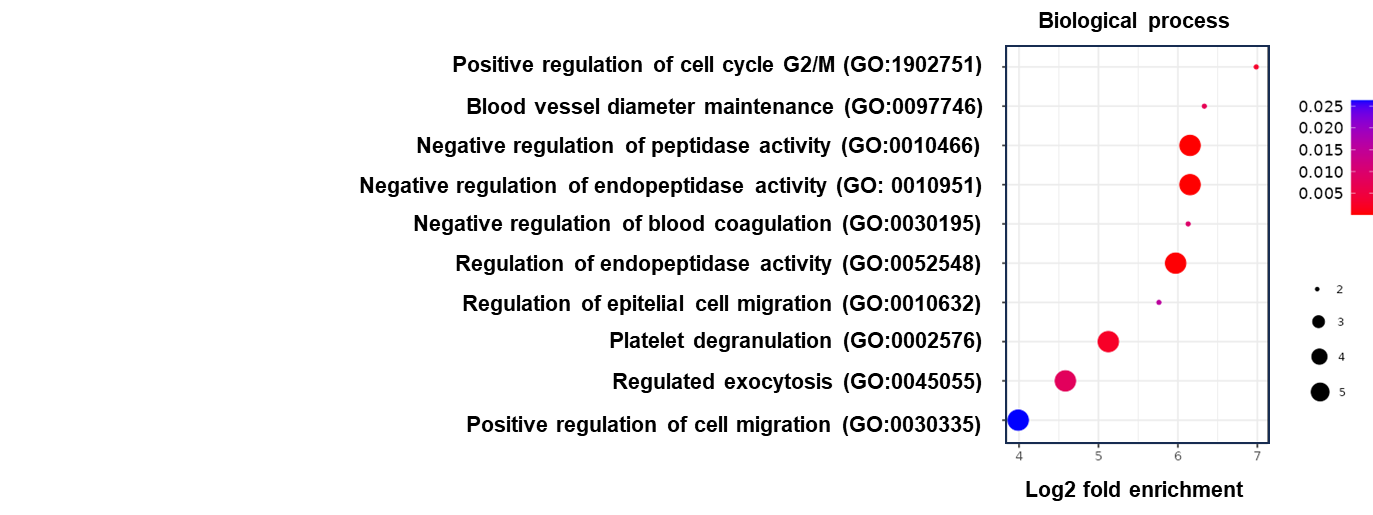 Biological process
Positive regulation of cell cycle G2/M (GO:1902751)
Blood vessel diameter maintenance (GO:0097746)
Negative regulation of peptidase activity (GO:0010466)
Negative regulation of endopeptidase activity (GO: 0010951)
Negative regulation of blood coagulation (GO:0030195)
Regulation of endopeptidase activity (GO:0052548)
Regulation of epitelial cell migration (GO:0010632)
Platelet degranulation (GO:0002576)
Regulated exocytosis (GO:0045055)
Positive regulation of cell migration (GO:0030335)
4 5 6 7
Log2 fold enrichment
0.025
0.020
0.015
0.010
0.005
2
3
4
5